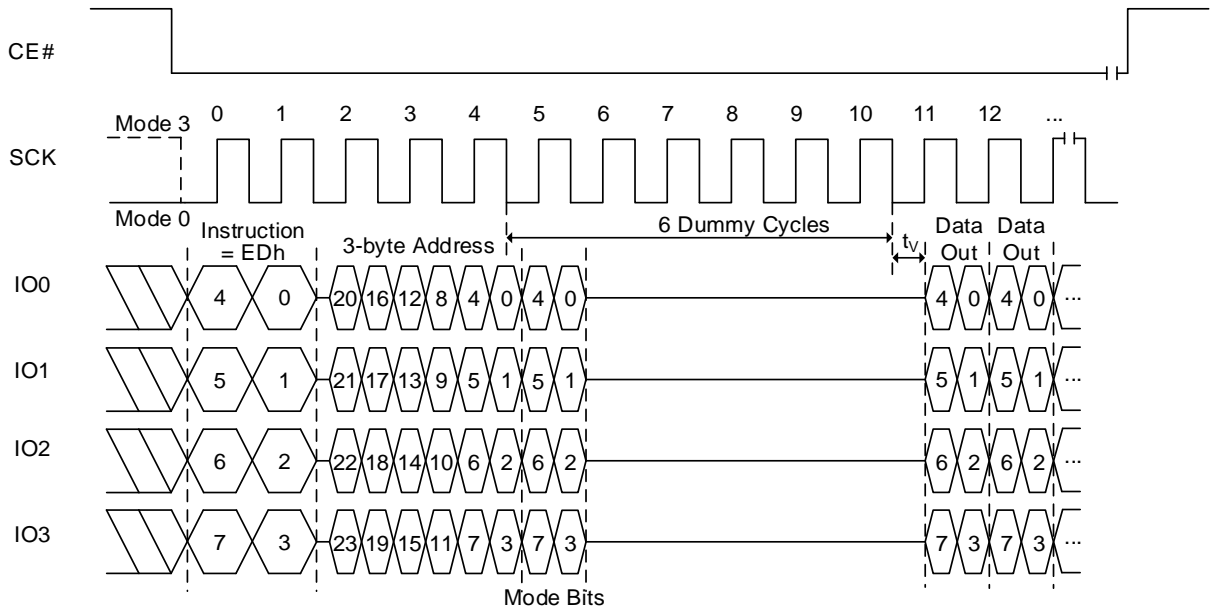 CE#
0 1 2 3 4 5 6 7 8 9 10 11 12 ...
Mode 3
SCK
Mode 0
Instruction
= EDh
3-byte Address
6 Dummy Cycles
tV
Data
Out
Data
Out
IO0 4 0 20 16 12 8 4 0 4 0 4 0 4 0 ...
IO1 5 1 21 17 13 9 5 1 5 1 5 1 5 1 ...
IO2 6 2 22 18 14 10 6 2 6 2 6 2 6 2 ...
IO3 7 3 23 19 15 11 7 3 7 3 7 3 7 3 ...
Mode Bits